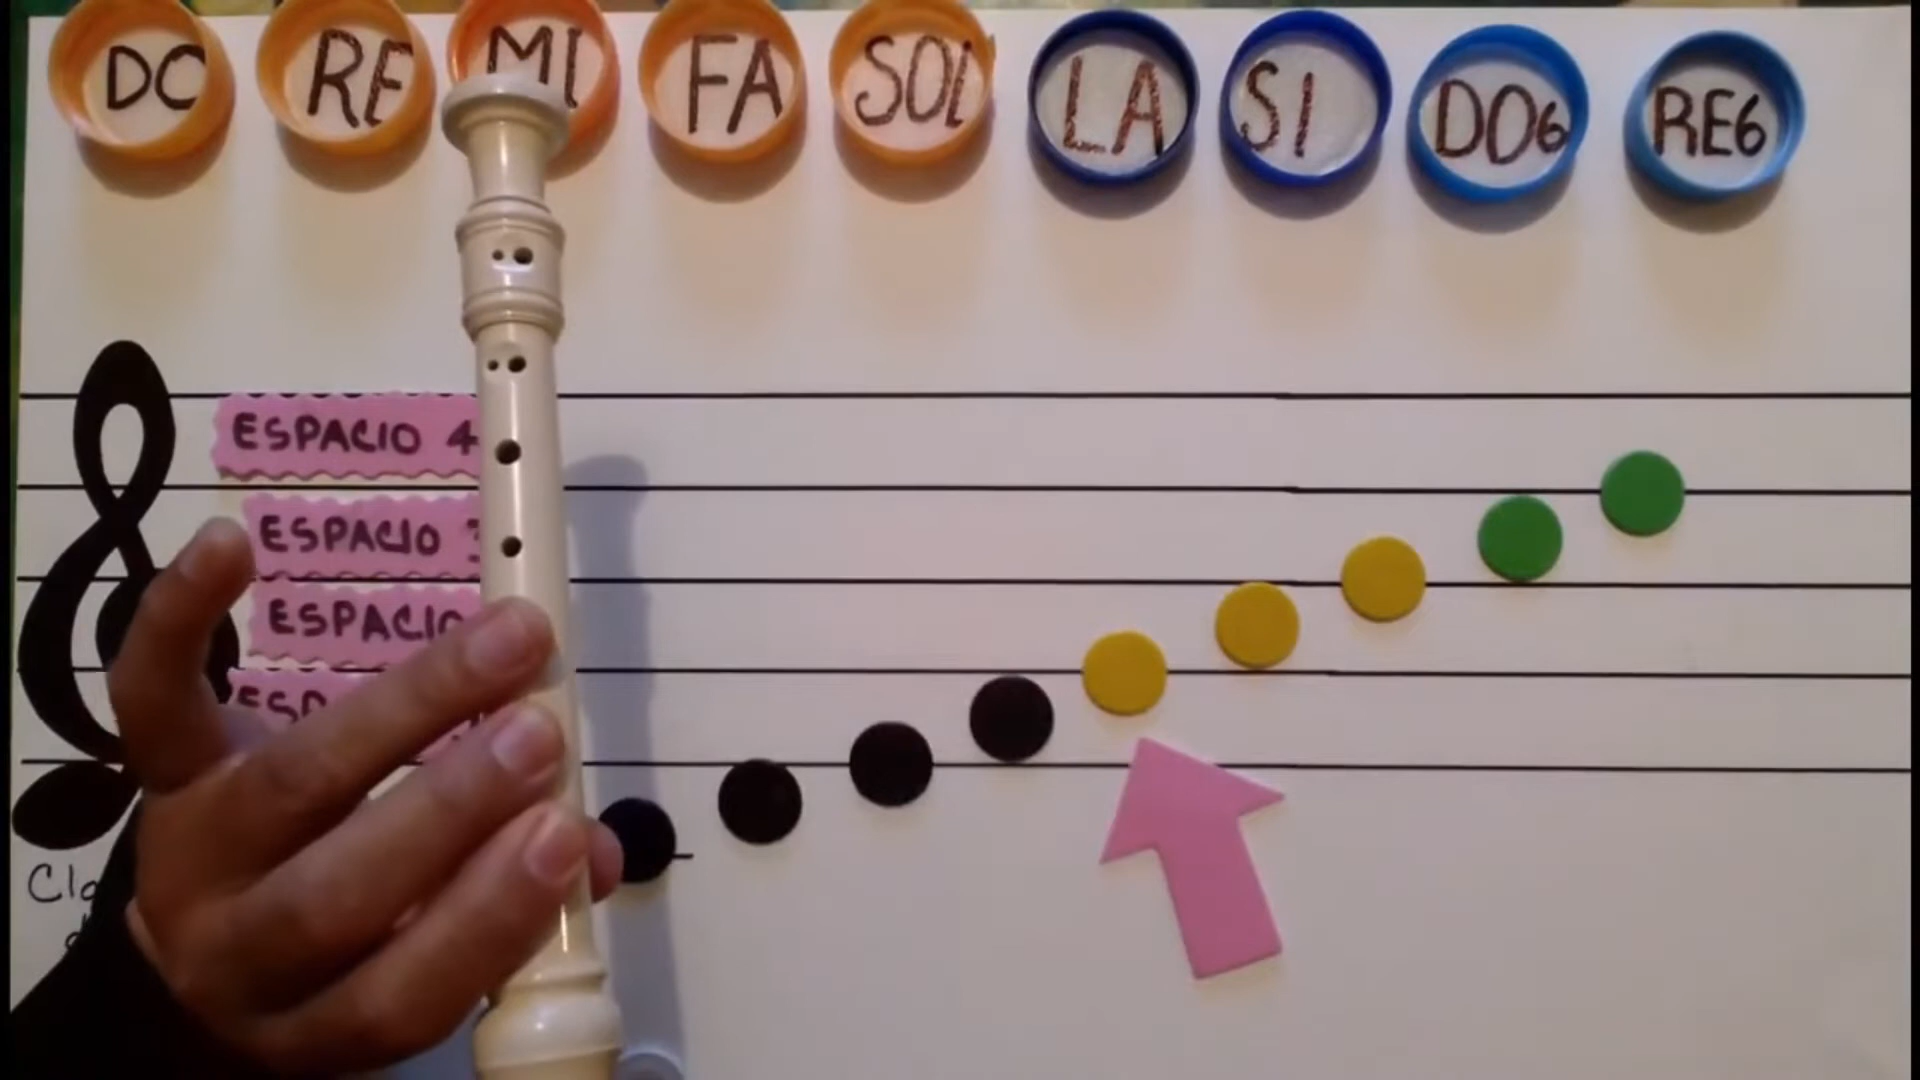 DO RE MI FA SOL LA SI DO6 RE6
ESPACIO 4
ESPACIO
ESPACIO